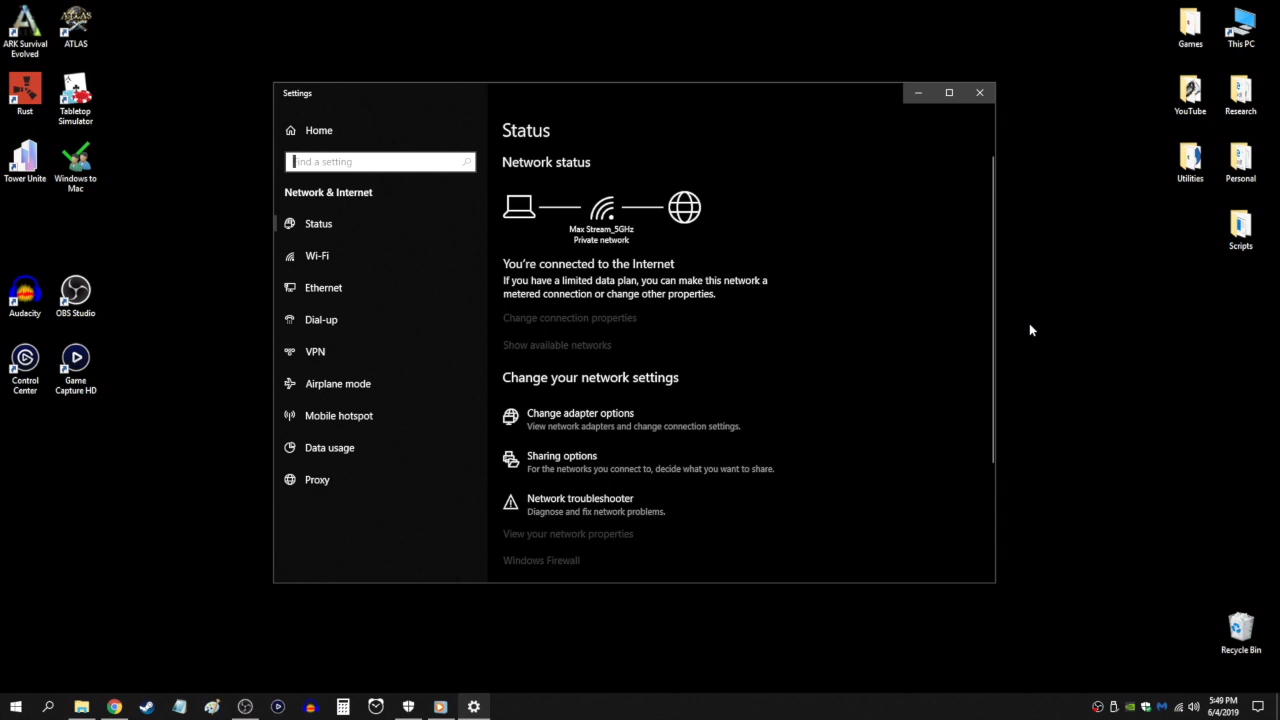 ARK Survival
Evolved
ATLAS
Rust
Tabletop
Simulator
Tower Unite
Windows to
Mac
Audacity
OBS Studio
Control
Center
Game
Capture HD
Settings
Home
Find a setting
Network & Internet
Status
Wi-Fi
Ethernet
Dial-up
VPN
Airplane mode
Mobile hotspot
Data usage
Proxy
Status
Network status
Max Stream_5GHz
Private network
You're connected to the Internet
If you have a limited data plan, you can make this network a
metered connection or change other properties.
Change connection properties
Show available networks
Change your network settings
Change adapter options
View network adapters and change connection settings.
Sharing options
For the networks you connect to, decide what you want to share.
Network troubleshooter
Diagnose and fix network problems.
View your network properties
Windows Firewall
Games
This PC
YouTube
Research
Utilities
Personal
Scripts
Recycle Bin
5:49 PM
6/4/2019